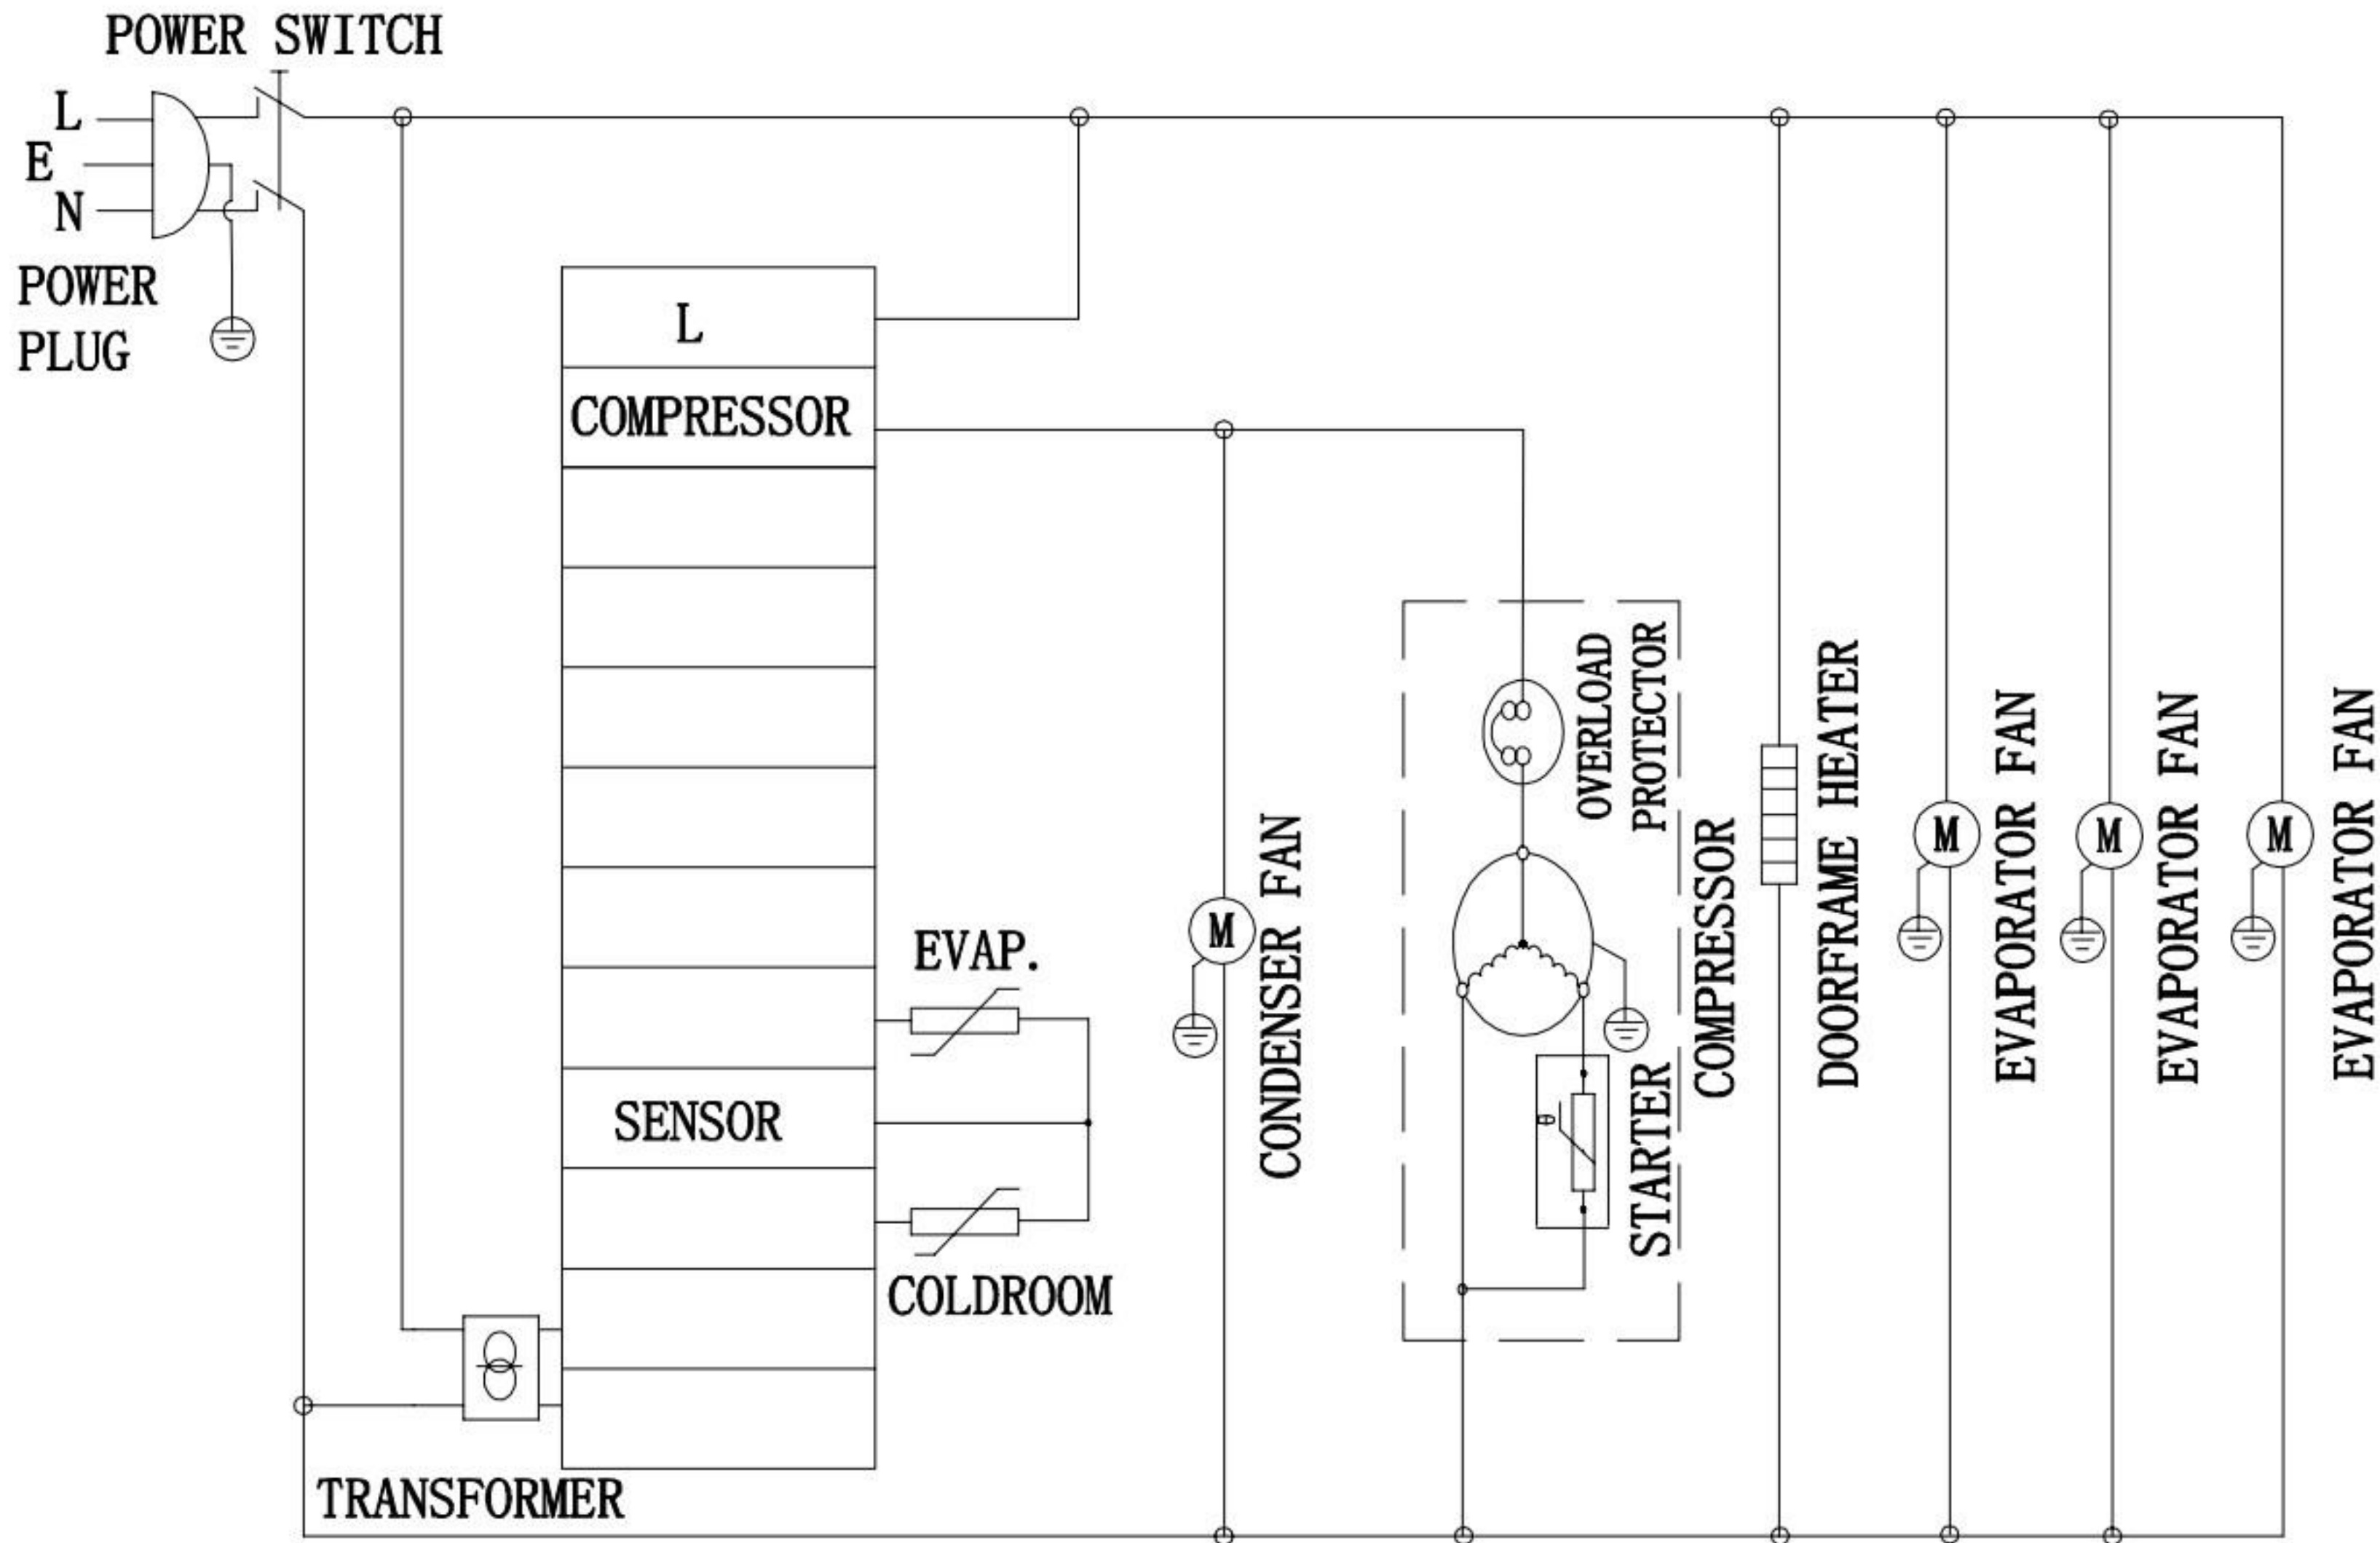 POWER SWITCH
L
E
N
POWER
PLUG
L
COMPRESSOR
SENSOR
EVAP.
COLDROOM
TRANSFORMER
M
CONDENSER FAN
OVERLOAD
PROTECTOR
θ
STARTER
COMPRESSOR
DOORFRAME HEATER
M
EVAPORATOR FAN
M
EVAPORATOR FAN
M
EVAPORATOR FAN